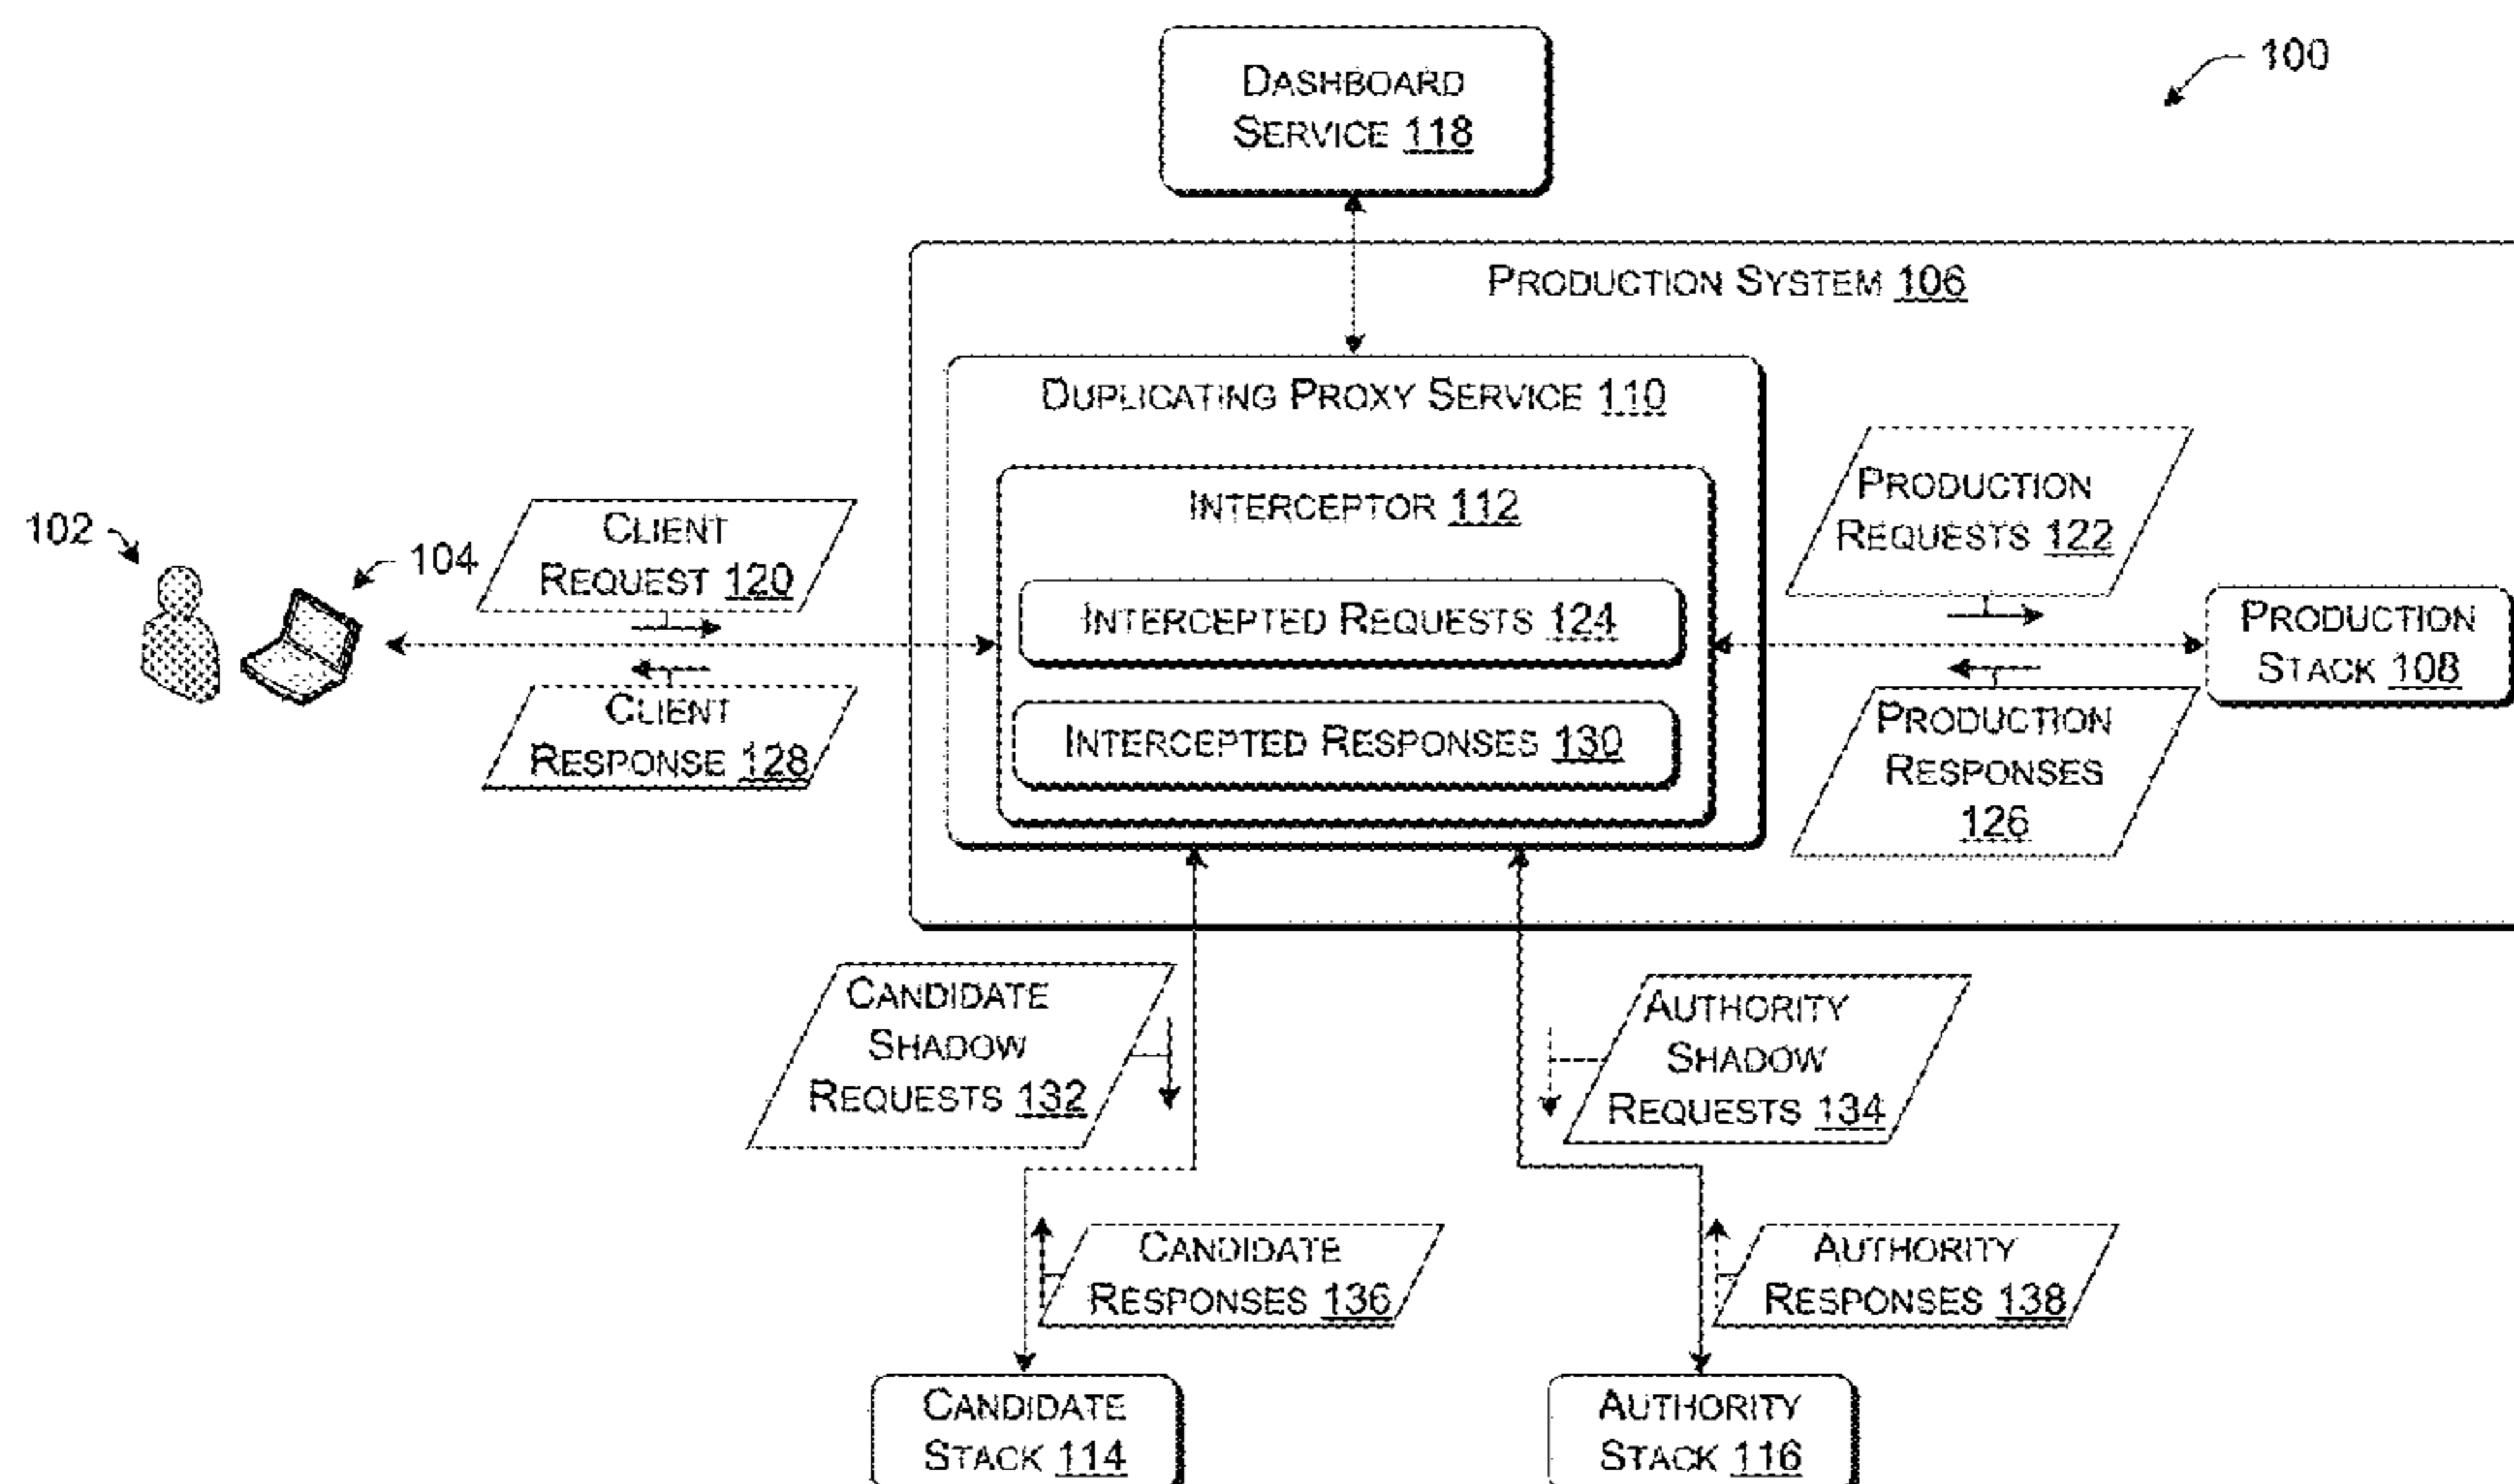 100
DASHBOARD
SERVICE 118
PRODUCTION SYSTEM 106
DUPLICATING PROXY SERVICE 110
INTERCEPTOR 112
INTERCEPTED REQUESTS 124
INTERCEPTED RESPONSES 130
102
104
CLIENT
REQUEST 120
CLIENT
RESPONSE 128
PRODUCTION
REQUESTS 122
PRODUCTION
STACK 108
PRODUCTION
RESPONSES
126
CANDIDATE
SHADOW
REQUESTS 132
AUTHORITY
SHADOW
REQUESTS 134
CANDIDATE
RESPONSES 136
AUTHORITY
RESPONSES 138
CANDIDATE
STACK 114
AUTHORITY
STACK 116